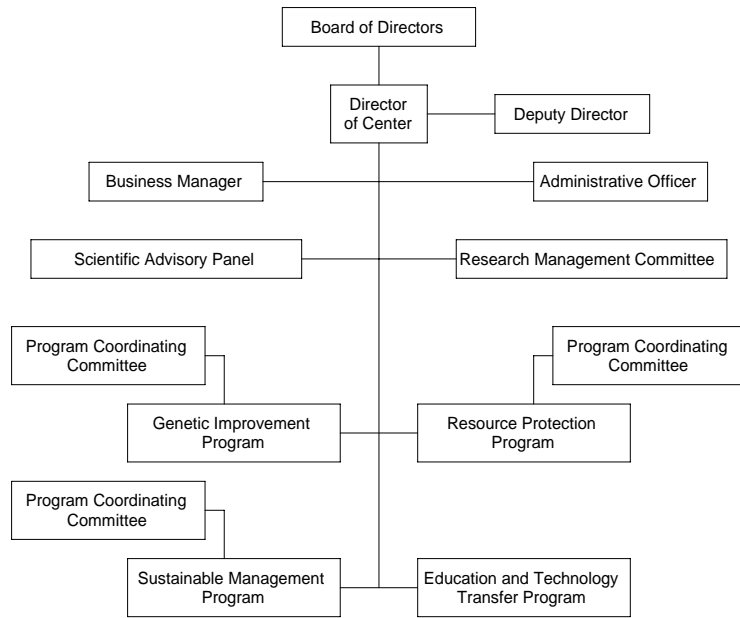 Board of Directors
Director
of Center
Deputy Director
Business Manager
Administrative Officer
Scientific Advisory Panel
Research Management Committee
Program Coordinating
Committee
Program Coordinating
Committee
Genetic Improvement
Program
Resource Protection
Program
Program Coordinating
Committee
Sustainable Management
Program
Education and Technology
Transfer Program